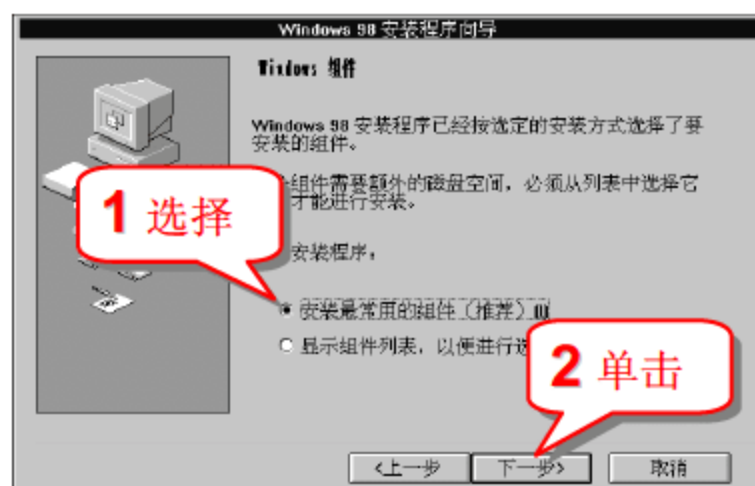 Windows 98 安装程序向导
Windows 组件
Windows 98 安装程序已经按选定的安装方式选择了要
安装的组件。
组件需要额外的磁盘空间，必须从列表中选择它
才能进行安装。
1 选择
安装程序：
安装最常用的组件（推荐）
显示组件列表，以便进行选
2 单击
<上一步
下一步>
取消